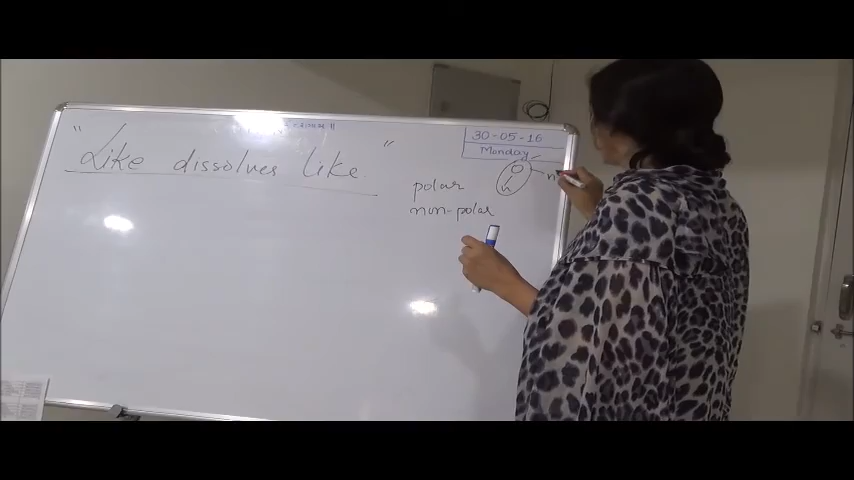 30-05-16
Monday
"Like dissolves like."
polar
non-polar